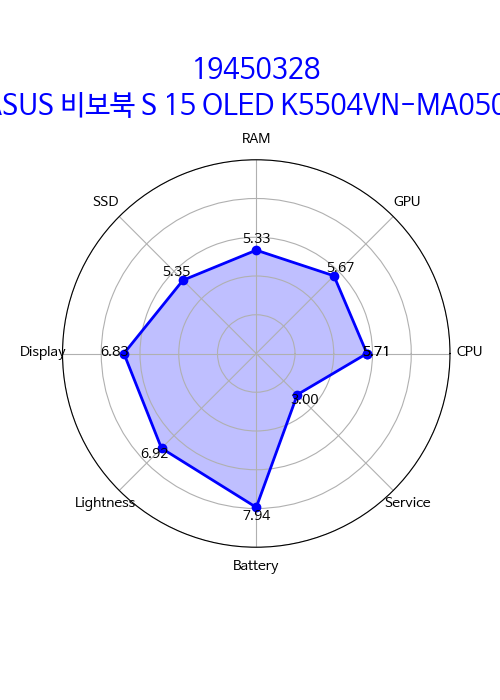 19450328
ASUS 비보북 S 15 OLED K5504VN-MA050
RAM
SSD
GPU
5.33
5.35
5.67
Display
6.83
5.71
CPU
3.00
6.92
Lightness
Service
7.94
Battery